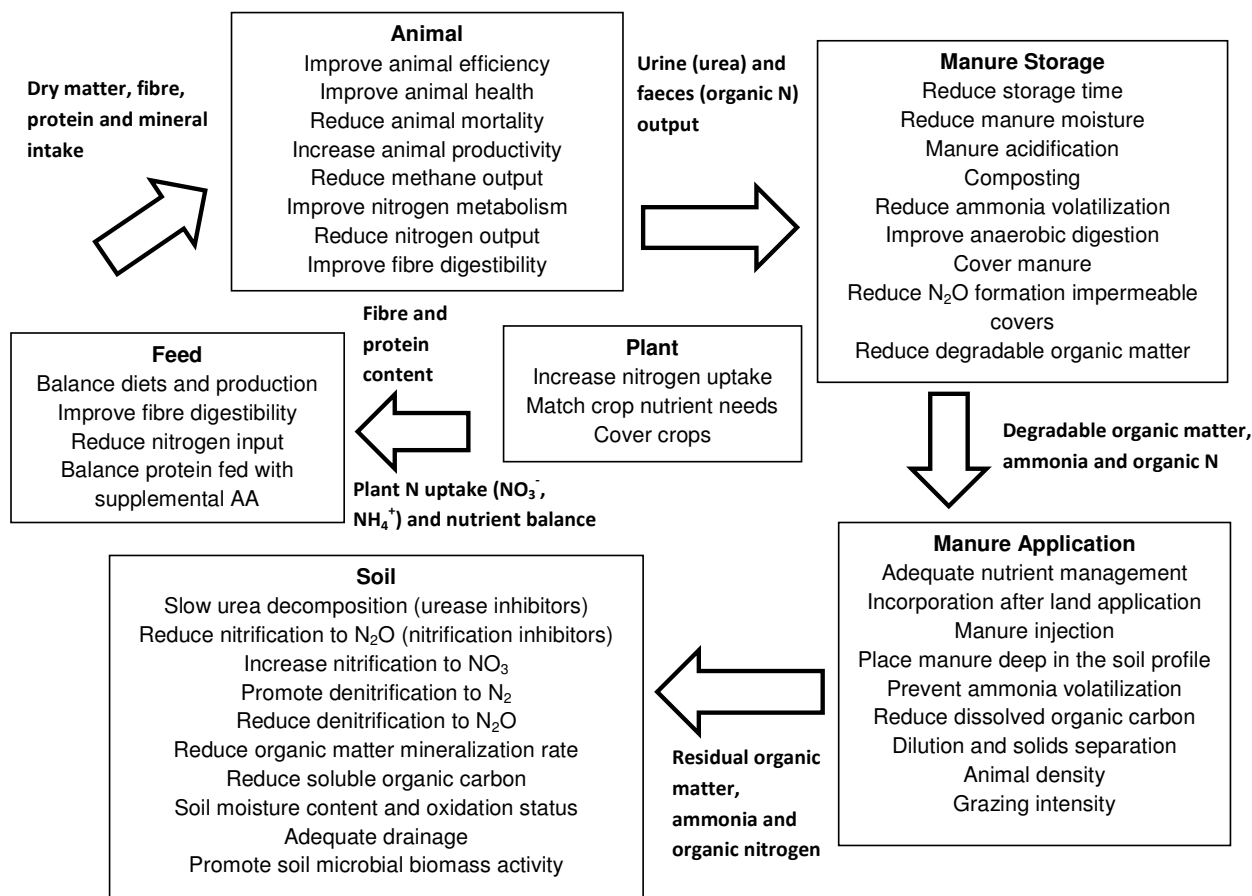 Animal
Improve animal efficiency
Improve animal health
Reduce animal mortality
Increase animal productivity
Reduce methane output
Improve nitrogen metabolism
Reduce nitrogen output
Improve fibre digestibility
Dry matter, fibre,
protein and mineral
intake
Urine (urea) and
faeces (organic N)
output
Manure Storage
Reduce storage time
Reduce manure moisture
Manure acidification
Composting
Reduce ammonia volatilization
Improve anaerobic digestion
Cover manure
Reduce N₂O formation impermeable
covers
Reduce degradable organic matter
Feed
Balance diets and production
Improve fibre digestibility
Reduce nitrogen input
Balance protein fed with
supplemental AA
Fibre and
protein
content
Plant
Increase nitrogen uptake
Match crop nutrient needs
Cover crops
Plant N uptake (NO₃⁻,
NH₄⁺) and nutrient balance
Degradable organic matter,
ammonia and organic N
Manure Application
Adequate nutrient management
Incorporation after land application
Manure injection
Place manure deep in the soil profile
Prevent ammonia volatilization
Reduce dissolved organic carbon
Dilution and solids separation
Animal density
Grazing intensity
Soil
Slow urea decomposition (urease inhibitors)
Reduce nitrification to N₂O (nitrification inhibitors)
Increase nitrification to NO₃
Promote denitrification to N₂
Reduce denitrification to N₂O
Reduce organic matter mineralization rate
Reduce soluble organic carbon
Soil moisture content and oxidation status
Adequate drainage
Promote soil microbial biomass activity
Residual organic
matter,
ammonia and
organic nitrogen